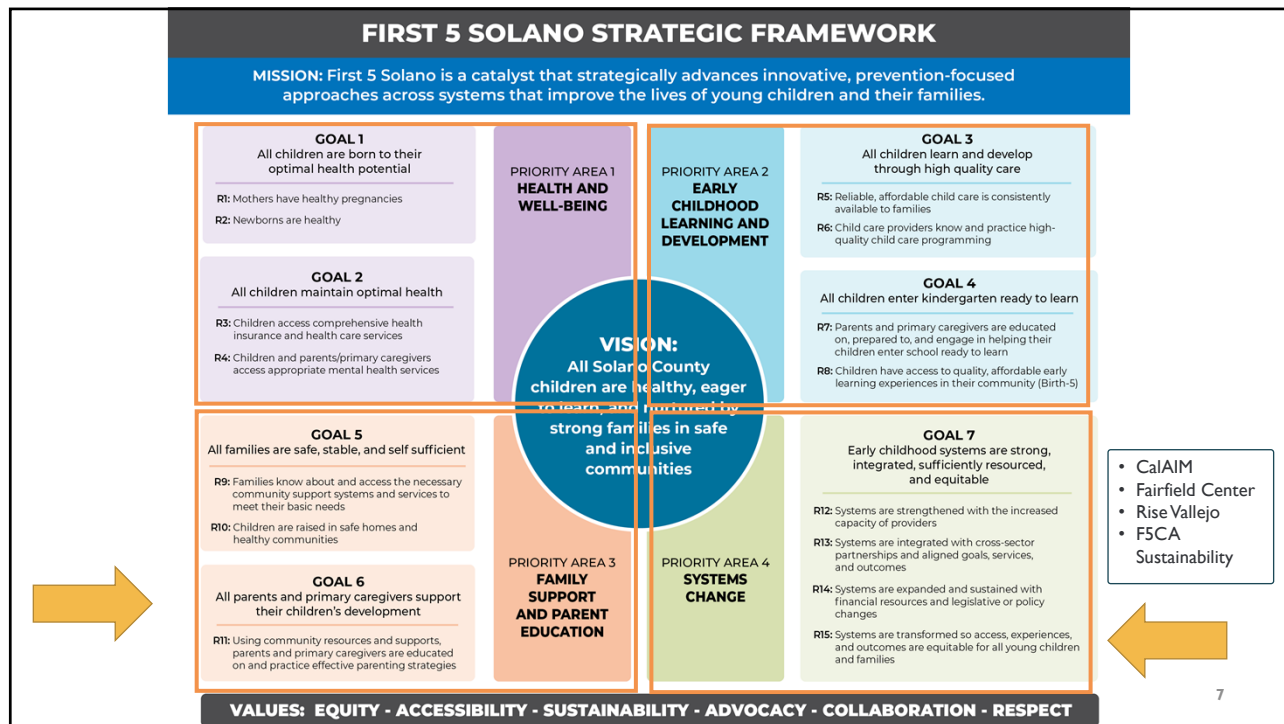 FIRST 5 SOLANO STRATEGIC FRAMEWORK
MISSION: First 5 Solano is a catalyst that strategically advances innovative, prevention-focused
approaches across systems that improve the lives of young children and their families.
GOAL 1
All children are born to their
optimal health potential
R1: Mothers have healthy pregnancies
R2: Newborns are healthy
GOAL 2
All children maintain optimal health
R3: Children access comprehensive health
insurance and health care services
R4: Children and parents/primary caregivers
access appropriate mental health services
PRIORITY AREA 1
HEALTH AND
WELL-BEING
PRIORITY AREA 2
EARLY
CHILDHOOD
LEARNING AND
DEVELOPMENT
GOAL 3
All children learn and develop
through high quality care
R5: Reliable, affordable child care is consistently
available to families
R6: Child care providers know and practice high-
quality child care programming
GOAL 4
All children enter kindergarten ready to learn
R7: Parents and primary caregivers are educated
on, prepared to, and engage in helping their
children enter school ready to learn
R8: Children have access to quality, affordable early
learning experiences in their community (Birth-5)
VISION:
All Solano County
children are healthy, eager
to learn, and nurtured by
strong families in safe
and inclusive
communities
GOAL 5
All families are safe, stable, and self sufficient
R9: Families know about and access the necessary
community support systems and services to
meet their basic needs
R10: Children are raised in safe homes and
healthy communities
GOAL 6
All parents and primary caregivers support
their children's development
R11: Using community resources and supports,
parents and primary caregivers are educated
on and practice effective parenting strategies
PRIORITY AREA 3
FAMILY
SUPPORT
AND PARENT
EDUCATION
PRIORITY AREA 4
SYSTEMS
CHANGE
GOAL 7
Early childhood systems are strong,
integrated, sufficiently resourced,
and equitable
R12: Systems are strengthened with the increased
capacity of providers
R13: Systems are integrated with cross-sector
partnerships and aligned goals, services,
and outcomes
R14: Systems are expanded and sustained with
financial resources and legislative or policy
changes
R15: Systems are transformed so access, experiences,
and outcomes are equitable for all young children
and families
• CalAIM
• Fairfield Center
• Rise Vallejo
• F5CA
Sustainability
7
VALUES: EQUITY - ACCESSIBILITY - SUSTAINABILITY - ADVOCACY - COLLABORATION - RESPECT